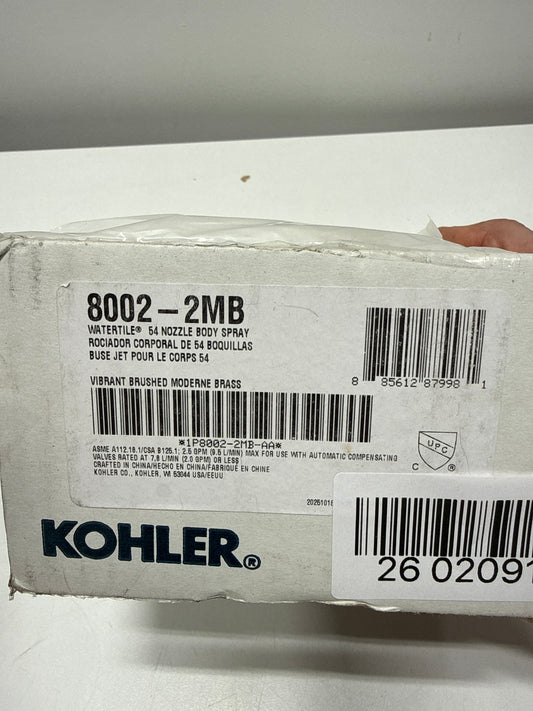 8002-2MB
WATERTILE® 54 NOZZLE BODY SPRAY
ROCIADOR CORPORAL DE 54 BOQUILLAS
BUSE JET POUR LE CORPS 54
VIBRANT BRUSHED MODERNE BRASS
*1P8002-2MB-AA*
8 85612 87998 1
ASME A112.18.1/CSA B125.1; 2.5 GPM (9.5 L/MIN) MAX FOR USE WITH AUTOMATIC COMPENSATING
VALVES RATED AT 7.8 L/MIN (2.0 GPM) OR LESS
CRAFTED IN CHINA/HECHO EN CHINA/FABRIQUÉ EN CHINE
KOHLER CO., KOHLER, WI 53044 USA/EEUU
UPC
C ®
KOHLER®
26 02091